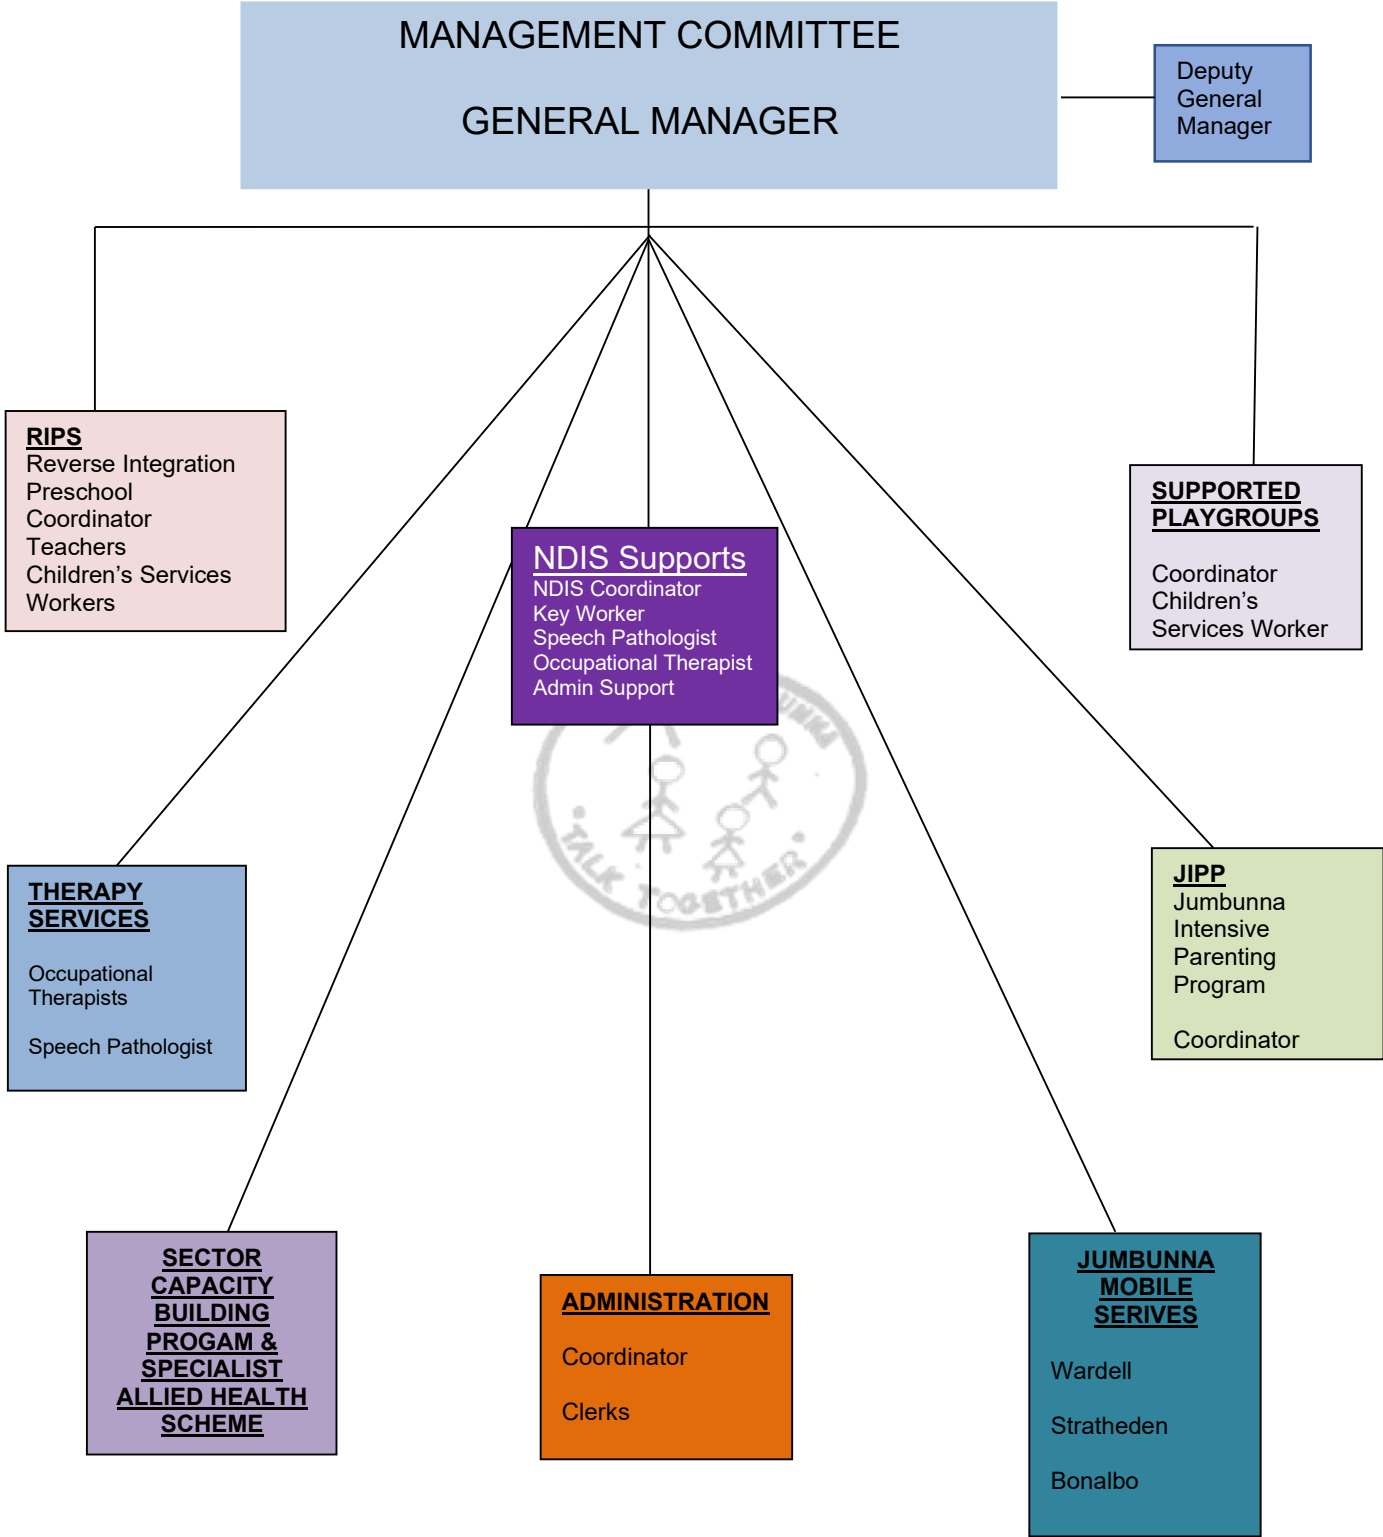 MANAGEMENT COMMITTEE
GENERAL MANAGER
Deputy
General
Manager
RIPS
Reverse Integration
Preschool
Coordinator
Teachers
Children’s Services
Workers
SUPPORTED
PLAYGROUPS
Coordinator
Children’s
Services Worker
NDIS Supports
NDIS Coordinator
Key Worker
Speech Pathologist
Occupational Therapist
Admin Support
TALK TOGETHER
THERAPY
SERVICES
Occupational
Therapists
Speech Pathologist
JIPP
Jumbunna
Intensive
Parenting
Program
Coordinator
SECTOR
CAPACITY
BUILDING
PROGAM &
SPECIALIST
ALLIED HEALTH
SCHEME
ADMINISTRATION
Coordinator
Clerks
JUMBUNNA
MOBILE
SERIVES
Wardell
Stratheden
Bonalbo